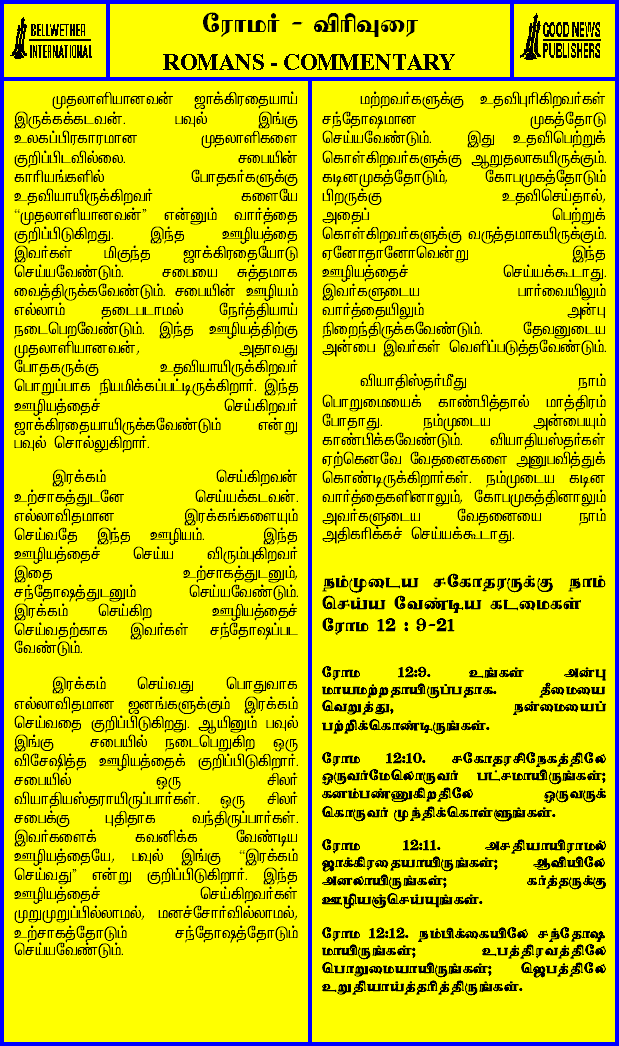 BELLWETHER
INTERNATIONAL
ரோமர் - விரிவுரை
ROMANS - COMMENTARY
GOOD NEWS
PUBLISHERS
முதலாளியானவன் ஜாக்கிரதையாய்
இருக்கக்கடவன். பவுல் இங்கு
உலகப்பிரகாரமான முதலாளிகளை
குறிப்பிடவில்லை. சபையின்
காரியங்களில் போதகர்களுக்கு
உதவியாயிருக்கிறவர் களையே
“முதலாளியானவன்” என்னும் வார்த்தை
குறிப்பிடுகிறது. இந்த ஊழியத்தை
இவர்கள் மிகுந்த ஜாக்கிரதையோடு
செய்யவேண்டும். சபையை சுத்தமாக
வைத்திருக்கவேண்டும். சபையின் ஊழியம்
எல்லாம் தடைபடாமல் நேர்த்தியாய்
நடைபெறவேண்டும். இந்த ஊழியத்திற்கு
முதலாளியானவன், அதாவது
போதகருக்கு உதவியாயிருக்கிறவர்
பொறுப்பாக நியமிக்கப்பட்டிருக்கிறார். இந்த
ஊழியத்தைச் செய்கிறவர்
ஜாக்கிரதையாயிருக்கவேண்டும் என்று
பவுல் சொல்லுகிறார்.
இரக்கம் செய்கிறவன்
உற்சாகத்துடனே செய்யக்கடவன்.
எல்லாவிதமான இரக்கங்களையும்
செய்வதே இந்த ஊழியம். இந்த
ஊழியத்தைச் செய்ய விரும்புகிறவர்
இதை உற்சாகத்துடனும்,
சந்தோஷத்துடனும் செய்யவேண்டும்.
இரக்கம் செய்கிற ஊழியத்தைச்
செய்வதற்காக இவர்கள் சந்தோஷப்பட
வேண்டும்.
இரக்கம் செய்வது பொதுவாக
எல்லாவிதமான ஜனங்களுக்கும் இரக்கம்
செய்வதை குறிப்பிடுகிறது. ஆயினும் பவுல்
இங்கு சபையில் நடைபெறுகிற ஒரு
விசேஷித்த ஊழியத்தைக் குறிப்பிடுகிறார்.
சபையில் ஒரு சிலர்
வியாதியஸ்தராயிருப்பார்கள். ஒரு சிலர்
சபைக்கு புதிதாக வந்திருப்பார்கள்.
இவர்களைக் கவனிக்க வேண்டிய
ஊழியத்தையே, பவுல் இங்கு “இரக்கம்
செய்வது” என்று குறிப்பிடுகிறார். இந்த
ஊழியத்தைச் செய்கிறவர்கள்
முறுமுறுப்பில்லாமல், மனச்சோர்வில்லாமல்,
உற்சாகத்தோடும் சந்தோஷத்தோடும்
செய்யவேண்டும்.
மற்றவர்களுக்கு உதவிபுரிகிறவர்கள்
சந்தோஷமான முகத்தோடு
செய்யவேண்டும். இது உதவிபெற்றுக்
கொள்கிறவர்களுக்கு ஆறுதலாகயிருக்கும்.
கடினமுகத்தோடும், கோபமுகத்தோடும்
பிறருக்கு உதவிசெய்தால்,
அதைப் பெற்றுக்
கொள்கிறவர்களுக்கு வருத்தமாகயிருக்கும்.
ஏனோதானோவென்று இந்த
ஊழியத்தைச் செய்யக்கூடாது.
இவர்களுடைய பார்வையிலும்
வார்த்தையிலும் அன்பு
நிறைந்திருக்கவேண்டும். தேவனுடைய
அன்பை இவர்கள் வெளிப்படுத்தவேண்டும்.
வியாதிஸ்தர்மீது நாம்
பொறுமையைக் காண்பித்தால் மாத்திரம்
போதாது. நம்முடைய அன்பையும்
காண்பிக்கவேண்டும். வியாதியஸ்தர்கள்
ஏற்கெனவே வேதனைகளை அனுபவித்துக்
கொண்டிருக்கிறார்கள். நம்முடைய கடின
வார்த்தைகளினாலும், கோபமுகத்தினாலும்
அவர்களுடைய வேதனையை நாம்
அதிகரிக்கச் செய்யக்கூடாது.
நம்முடைய சகோதரருக்கு நாம்
செய்ய வேண்டிய கடமைகள்
ரோம 12 : 9-21
ரோம 12:9. உங்கள் அன்பு
மாயமற்றதாயிருப்பதாக. தீமையை
வெறுத்து, நன்மையைப்
பற்றிக்கொண்டிருங்கள்.
ரோம 12:10. சகோதரசிநேகத்திலே
ஒருவர்மேலொருவர் பட்சமாயிருங்கள்;
கனம்பண்ணுகிறதிலே ஒருவருக்
கொருவர் முந்திக்கொள்ளுங்கள்.
ரோம 12:11. அசதியாயிராமல்
ஜாக்கிரதையாயிருங்கள்; ஆவியிலே
அனலாயிருங்கள்; கர்த்தருக்கு
ஊழியஞ்செய்யுங்கள்.
ரோம 12:12. நம்பிக்கையிலே சந்தோஷ
மாயிருங்கள்; உபத்திரவத்திலே
பொறுமையாயிருங்கள்; ஜெபத்திலே
உறுதியாய்த்தரித்திருங்கள்.